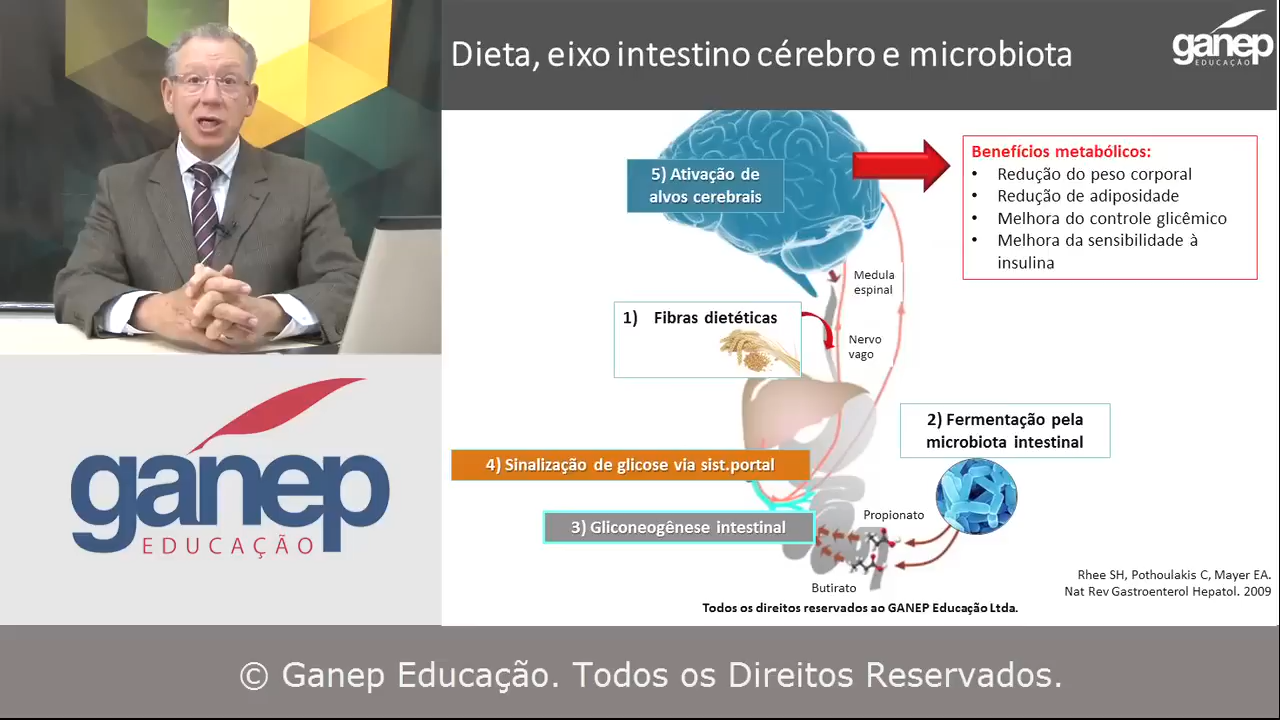 Dieta, eixo intestino cérebro e microbiota
ganep
EDUCAÇÃO
5) Ativação de
alvos cerebrais
Benefícios metabólicos:
• Redução do peso corporal
• Redução de adiposidade
• Melhora do controle glicêmico
• Melhora da sensibilidade à
insulina
Medula
espinal
1) Fibras dietéticas
Nervo
vago
2) Fermentação pela
microbiota intestinal
4) Sinalização de glicose via sist.portal
3) Gliconeogênese intestinal
Propionato
Butirato
Rhee SH, Pothoulakis C, Mayer EA.
Nat Rev Gastroenterol Hepatol. 2009
Todos os direitos reservados ao GANEP Educação Ltda.
ganep
EDUCAÇÃO
© Ganep Educação. Todos os Direitos Reservados.